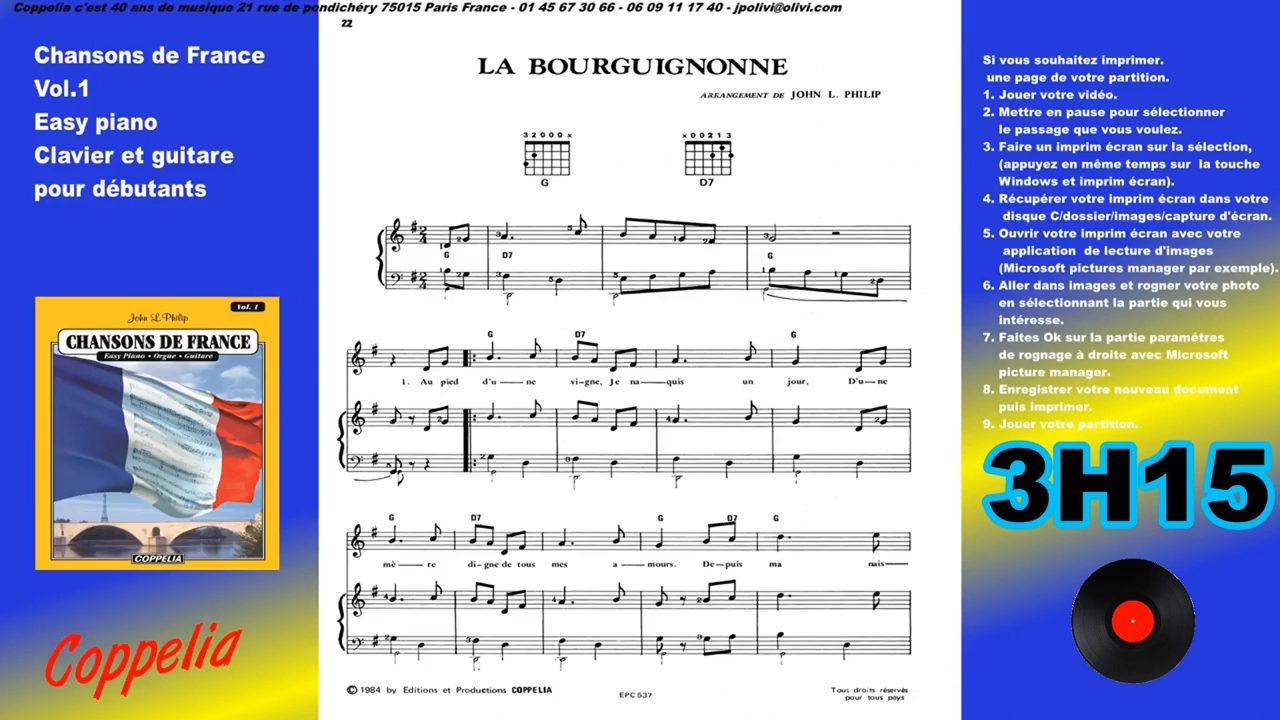 Coppelia c'est 40 ans de musique 21 rue de pondichéry 75015 Paris France - 01 45 67 30 66 - 06 09 11 17 40 - jpolivi@olivi.com
Chansons de France
Vol.1
Easy piano
Clavier et guitare
pour débutants
Vol. 1
John L Philip
CHANSONS DE FRANCE
Easy Piano • Orgue • Guitare
COPPELIA
Coppelia
22
LA BOURGUIGNONNE
ARRANGEMENT DE JOHN L. PHILIP
3 2 0 0 0 x
x 0 0 2 1 3
G
D7
G D7 G
G D7 G
1. Au pied d'u—ne vi-gne, Je na—quis un jour, D'u—ne
G D7 G D7 G
mè—re di-gne de tous mes a—mours. De-puis ma nais—
© 1984 by Editions et Productions COPPELIA
EPC 537
Tous droits réservés
pour tous pays
Si vous souhaitez imprimer.
une page de votre partition.
1. Jouer votre vidéo.
2. Mettre en pause pour sélectionner
le passage que vous voulez.
3. Faire un imprim écran sur la sélection,
(appuyez en même temps sur la touche
Windows et imprim écran).
4. Récupérer votre imprim écran dans votre
disque C/dossier/images/capture d'écran.
5. Ouvrir votre imprim écran avec votre
application de lecture d'images
(Microsoft pictures manager par exemple).
6. Aller dans images et rogner votre photo
en sélectionnant la partie qui vous
intéresse.
7. Faites Ok sur la partie paramétres
de rognage à droite avec Microsoft
picture manager.
8. Enregistrer votre nouveau document
puis imprimer.
9. Jouer votre partition.
3H15